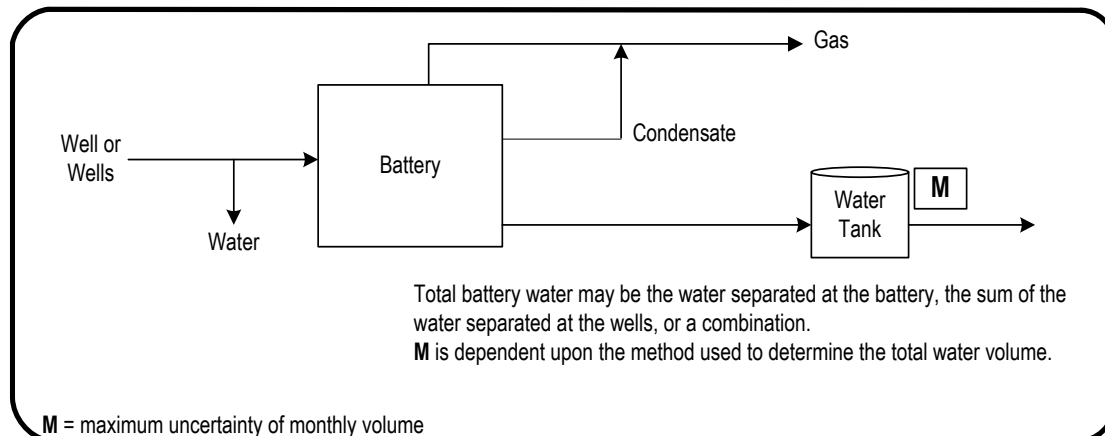 Gas
Condensate
Well or
Wells
Battery
Water
Water
Tank
M
Total battery water may be the water separated at the battery, the sum of the
water separated at the wells, or a combination.
M is dependent upon the method used to determine the total water volume.
M = maximum uncertainty of monthly volume